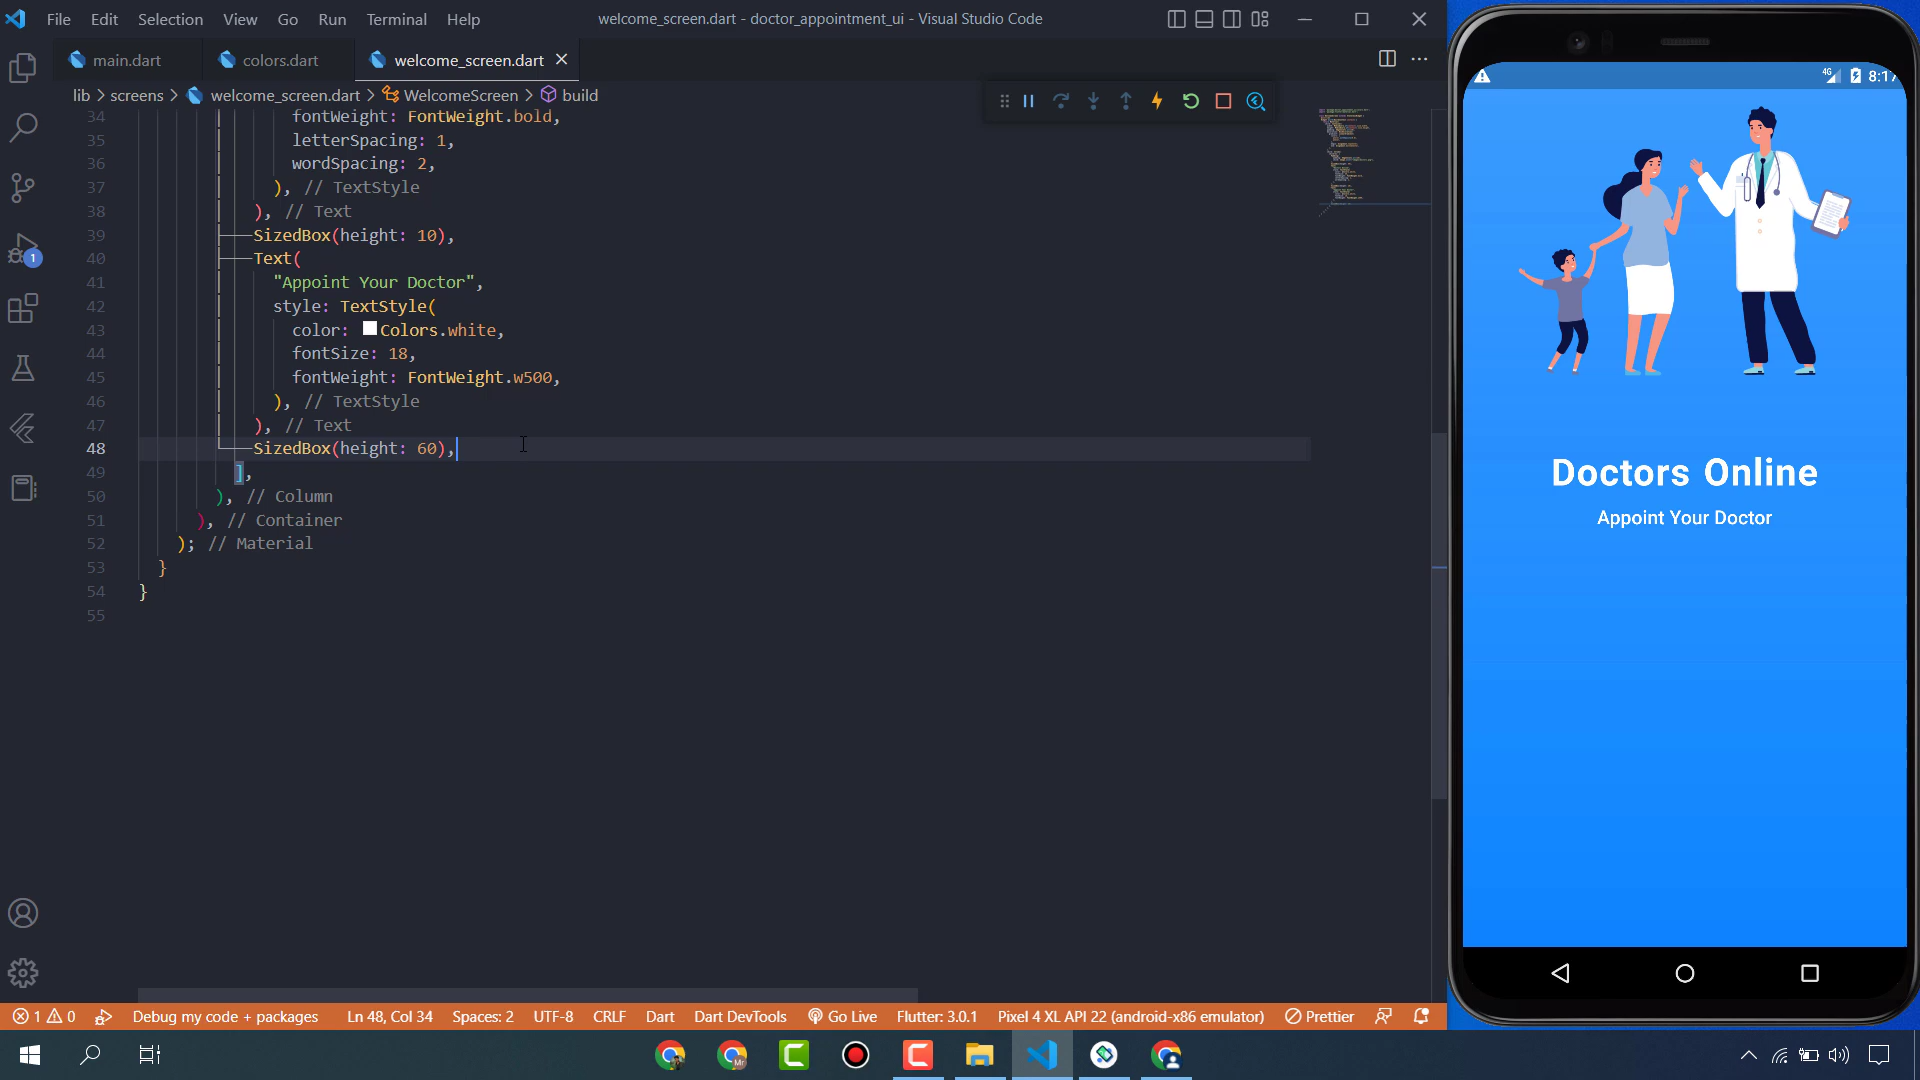 File Edit Selection View Go Run Terminal Help
welcome_screen.dart - doctor_appointment_ui - Visual Studio Code
main.dart
colors.dart
welcome_screen.dart
lib > screens > welcome_screen.dart > WelcomeScreen > build
34 fontWeight: FontWeight.bold,
35 letterSpacing: 1,
36 wordSpacing: 2,
37 ), // TextStyle
38 ), // Text
39 SizedBox(height: 10),
40 Text(
41 "Appoint Your Doctor",
42 style: TextStyle(
43 color: Colors.white,
44 fontSize: 18,
45 fontWeight: FontWeight.w500,
46 ), // TextStyle
47 ), // Text
48 SizedBox(height: 60),
49 ],
50 ), // Column
51 ), // Container
52 ); // Material
53 }
54 }
55
1 0 Debug my code + packages Ln 48, Col 34 Spaces: 2 UTF-8 CRLF Dart Dart DevTools Go Live Flutter: 3.0.1 Pixel 4 XL API 22 (android-x86 emulator) Prettier
1
4G 8:17
Doctors Online
Appoint Your Doctor